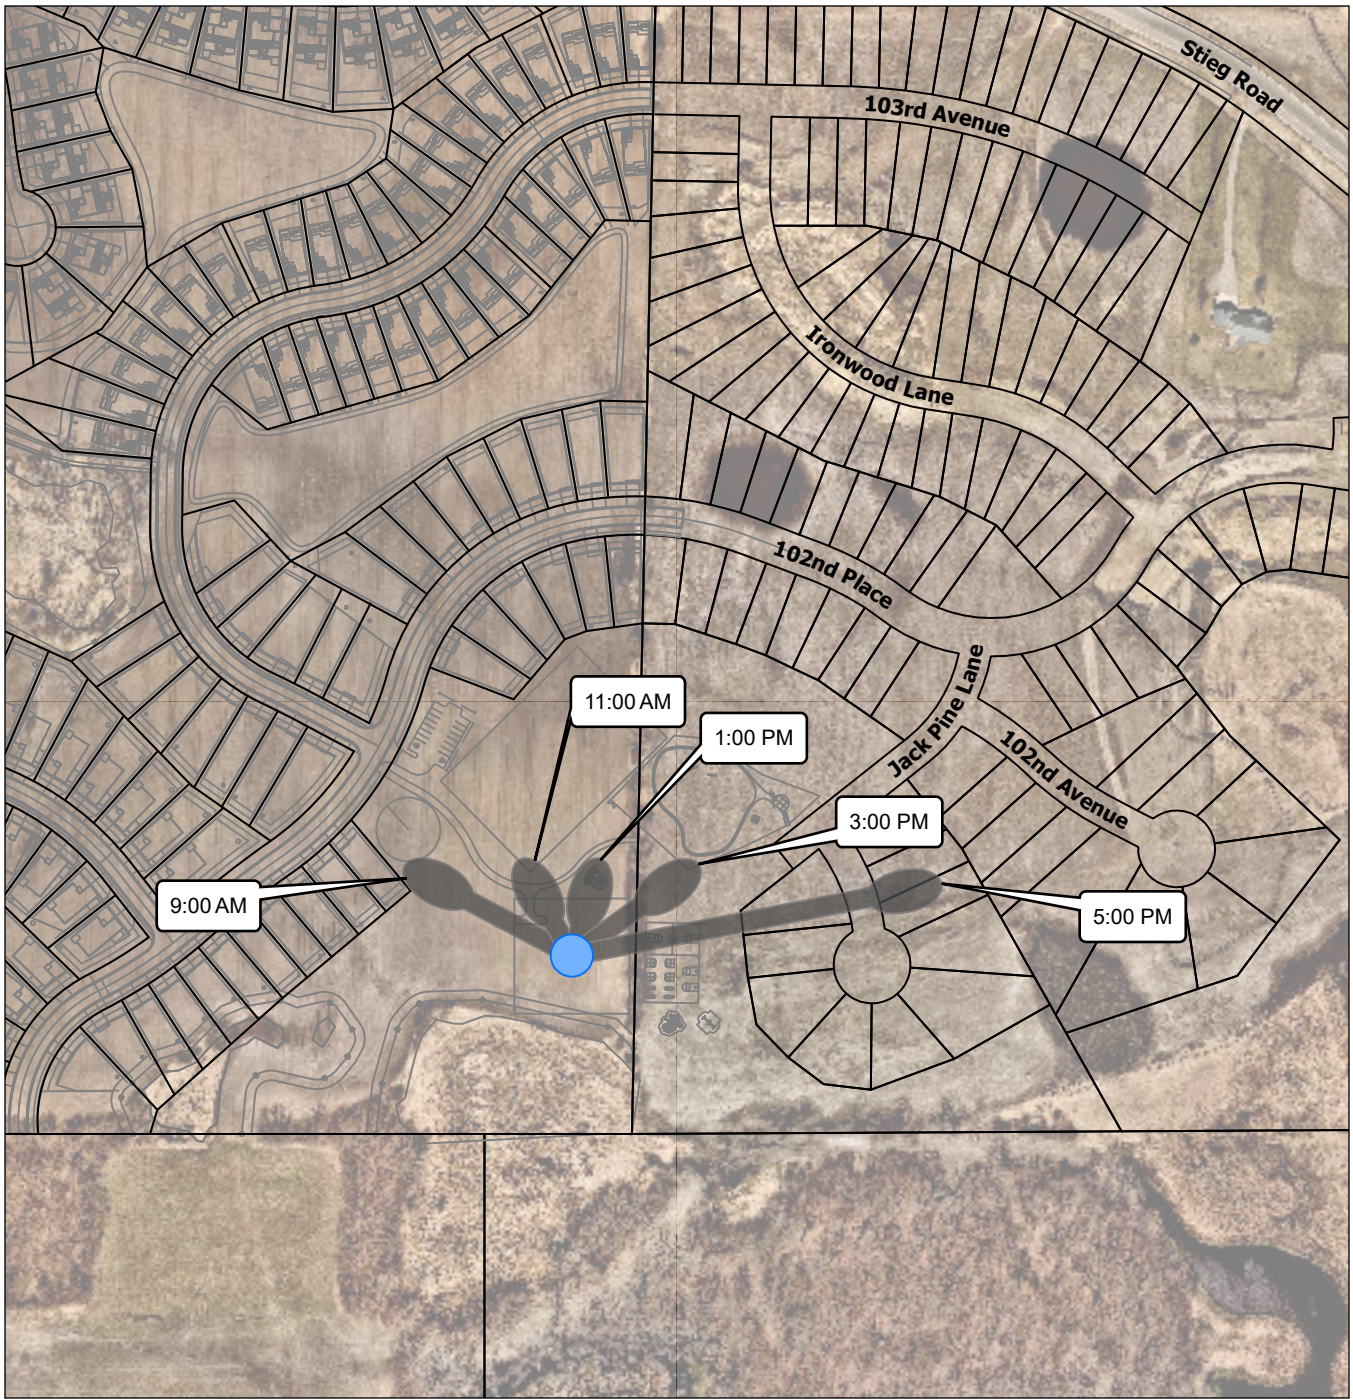 Stieg Road
103rd Avenue
Ironwood Lane
102nd Place
Jack Pine Lane
11:00 AM
1:00 PM
102nd Avenue
3:00 PM
9:00 AM
5:00 PM